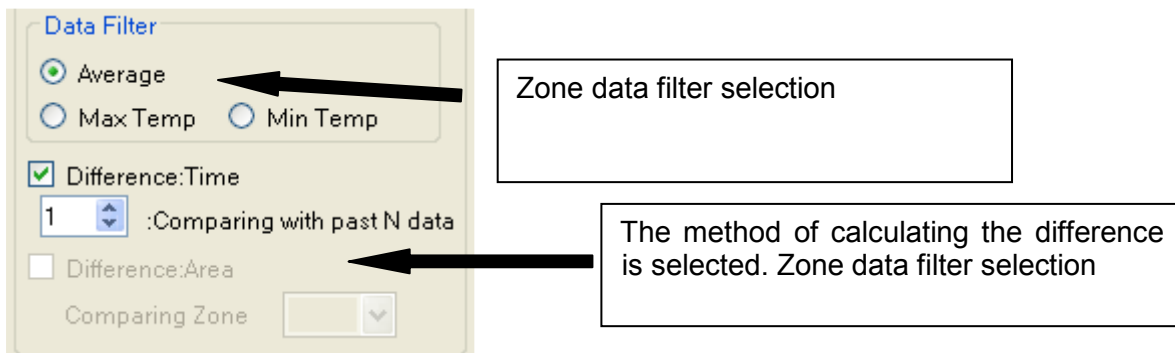 Data Filter
Average
Max Temp Min Temp
Zone data filter selection
Difference:Time
1 :Comparing with past N data
Difference:Area
Comparing Zone
The method of calculating the difference
is selected. Zone data filter selection